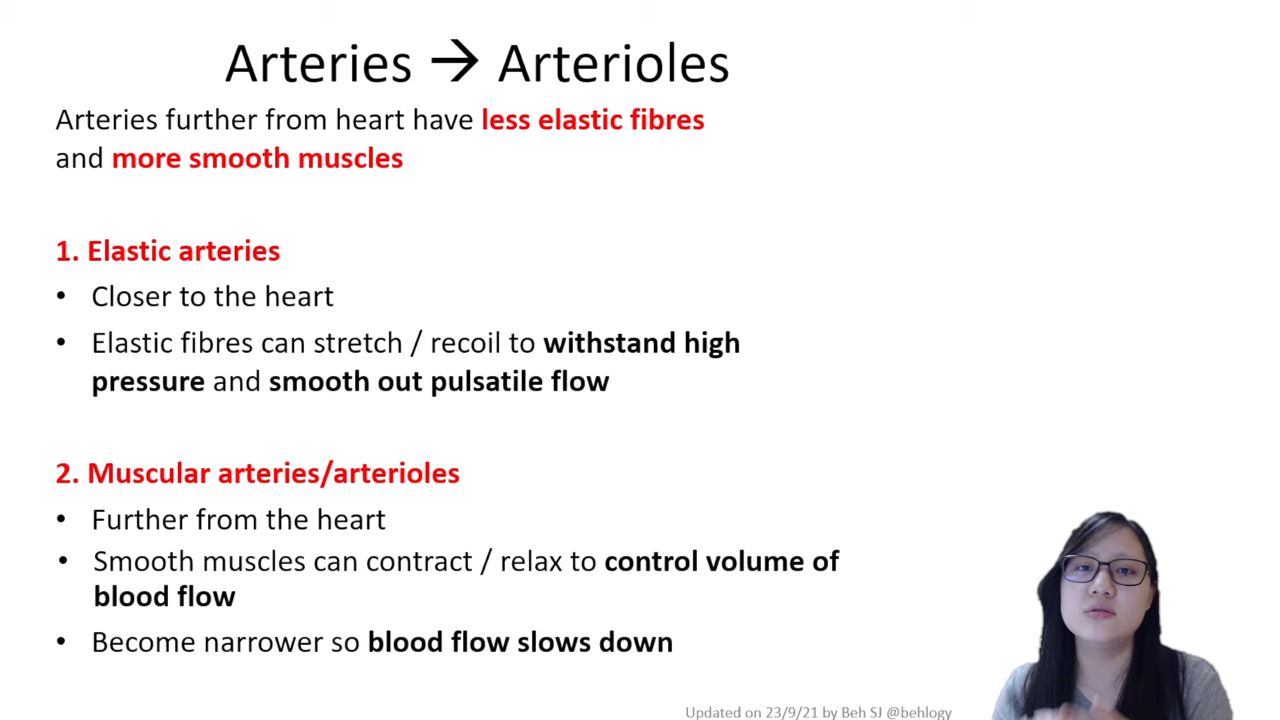 Arteries → Arterioles
Arteries further from heart have less elastic fibres
and more smooth muscles
1. Elastic arteries
• Closer to the heart
• Elastic fibres can stretch / recoil to withstand high
pressure and smooth out pulsatile flow
2. Muscular arteries/arterioles
• Further from the heart
• Smooth muscles can contract / relax to control volume of
blood flow
• Become narrower so blood flow slows down
Updated on 23/9/21 by Beh SJ @behlogy